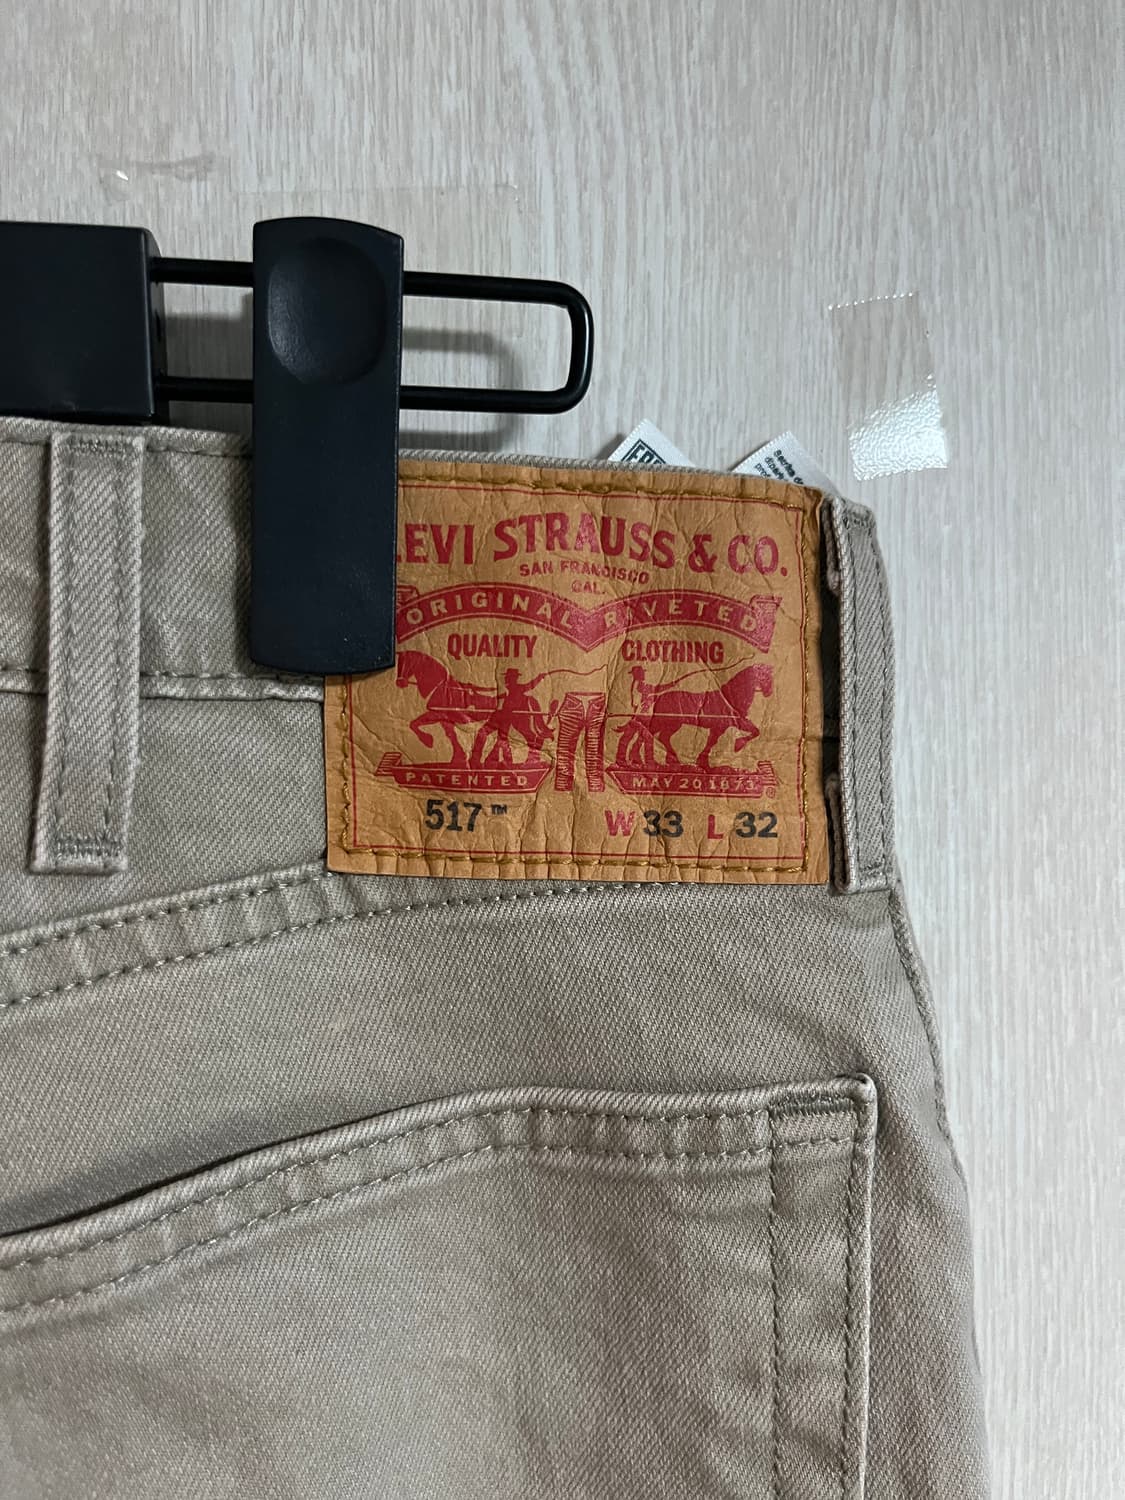 LEVI STRAUSS & CO.
SAN FRANCISCO
CAL.
ORIGINAL RIVETED
QUALITY CLOTHING
PATENTED MAY 20 1873 ®
517™ W 33 L 32